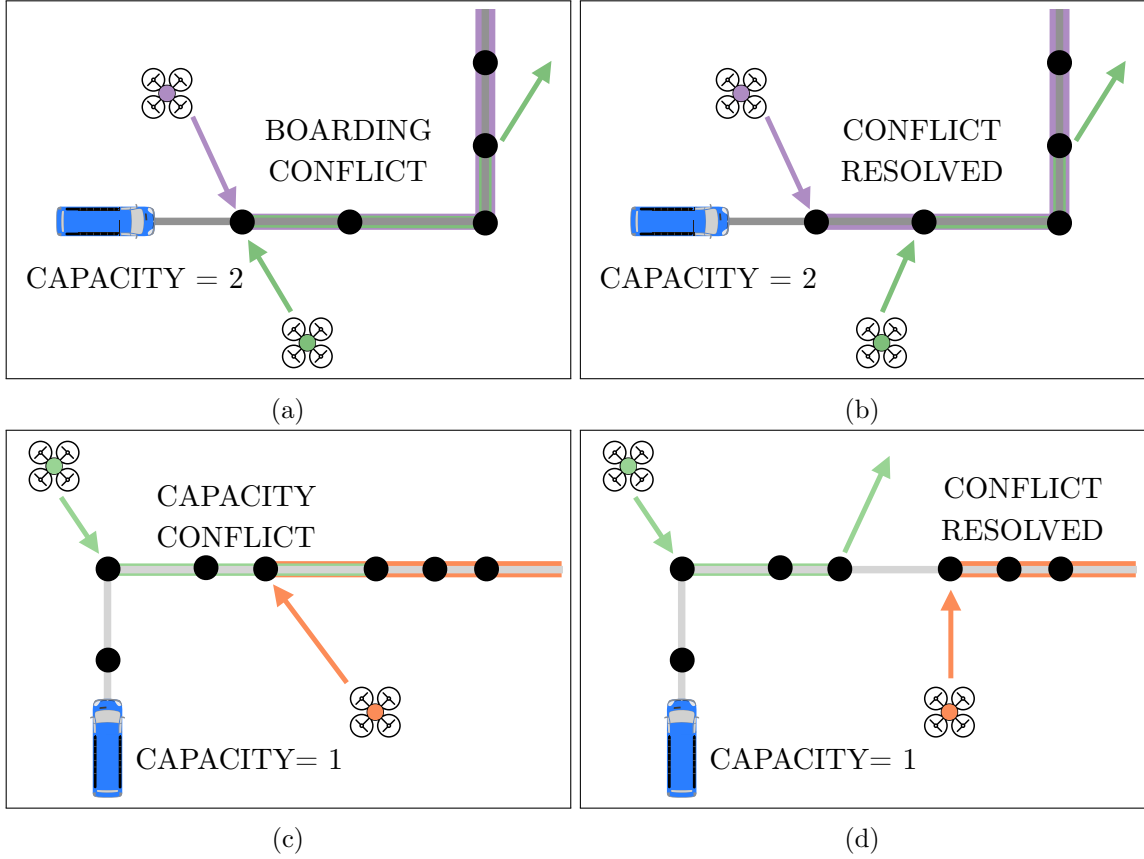 BOARDING
CONFLICT
CAPACITY = 2
(a)
CONFLICT
RESOLVED
CAPACITY = 2
(b)
CAPACITY
CONFLICT
CAPACITY= 1
(c)
CONFLICT
RESOLVED
CAPACITY= 1
(d)